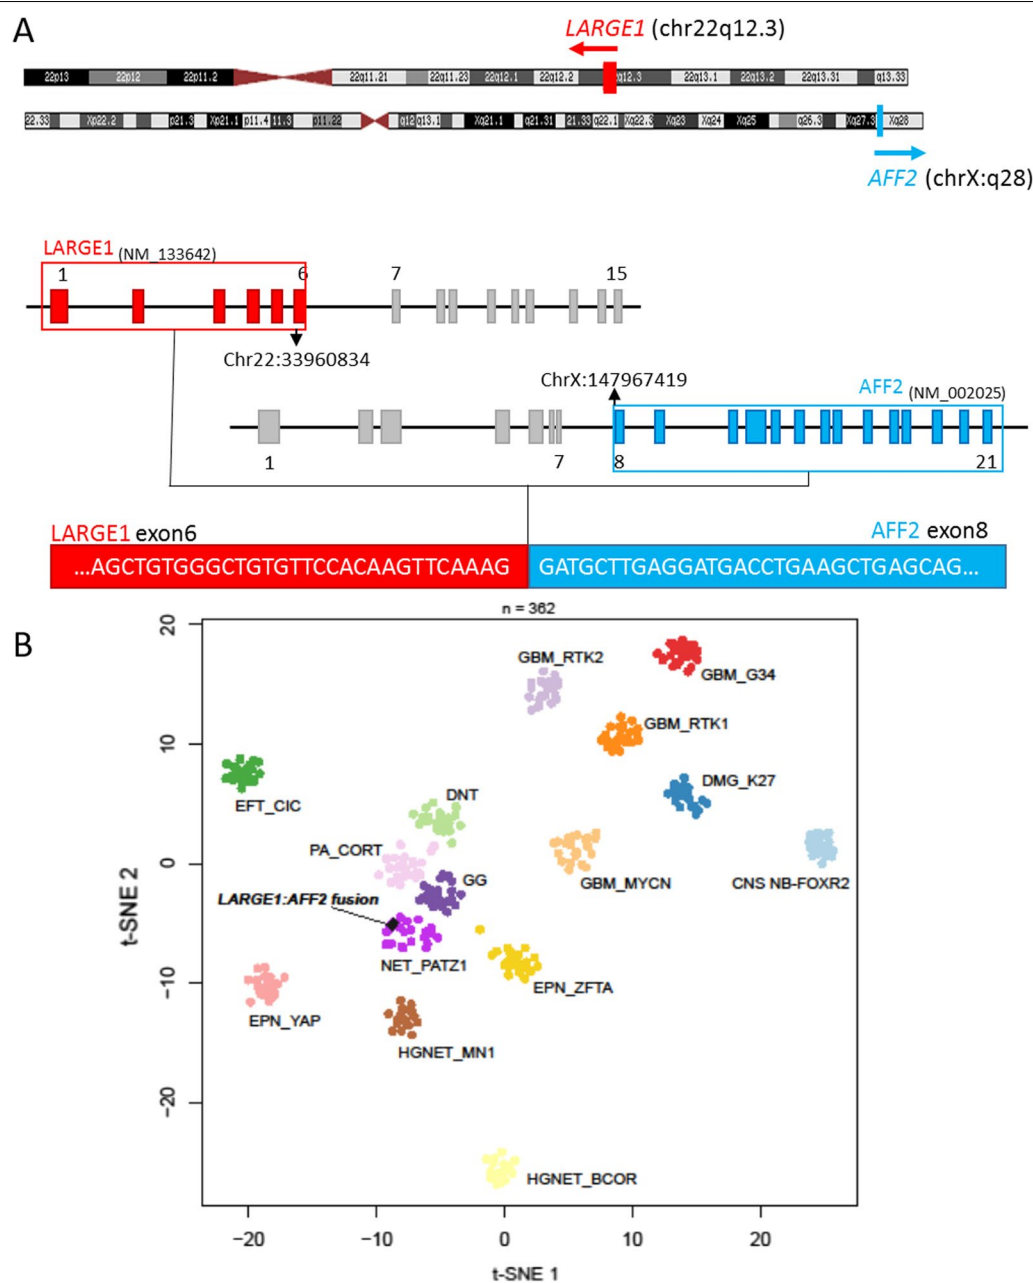 A
LARGE1 (chr22q12.3)
22p13 22p12 22p11.2 22q11.21 22q11.23 22q12.1 22q12.2 q12.3 22q13.1 22q13.2 22q13.31 q13.33
22.33 Xp22.2 p21.3 Xp21.1 p11.4 11.3 p11.22 q12 q13.1 Xq21.1 q21.31 21.33 q22.1 Xq22.3 Xq23 Xq24 Xq25 q26.3 Xq27.3 Xq28
AFF2 (chrX:q28)
LARGE1 (NM_133642)
1 6 7 15
Chr22:33960834
ChrX:147967419
AFF2 (NM_002025)
1 7 8 21
LARGE1 exon6 AFF2 exon8
...AGCTGTGGGCTGTGTTCCACAAGTTCAAAG GATGCTTGAGGATGACCTGAAGCTGAGCAG...
B
n = 362
t-SNE 2
20
10
0
−10
−20
GBM_RTK2
GBM_G34
GBM_RTK1
DMG_K27
EFT_CIC
DNT
PA_CORT
GBM_MYCN
CNS NB-FOXR2
GG
LARGE1:AFF2 fusion
NET_PATZ1
EPN_ZFTA
EPN_YAP
HGNET_MN1
HGNET_BCOR
−20 −10 0 10 20
t-SNE 1